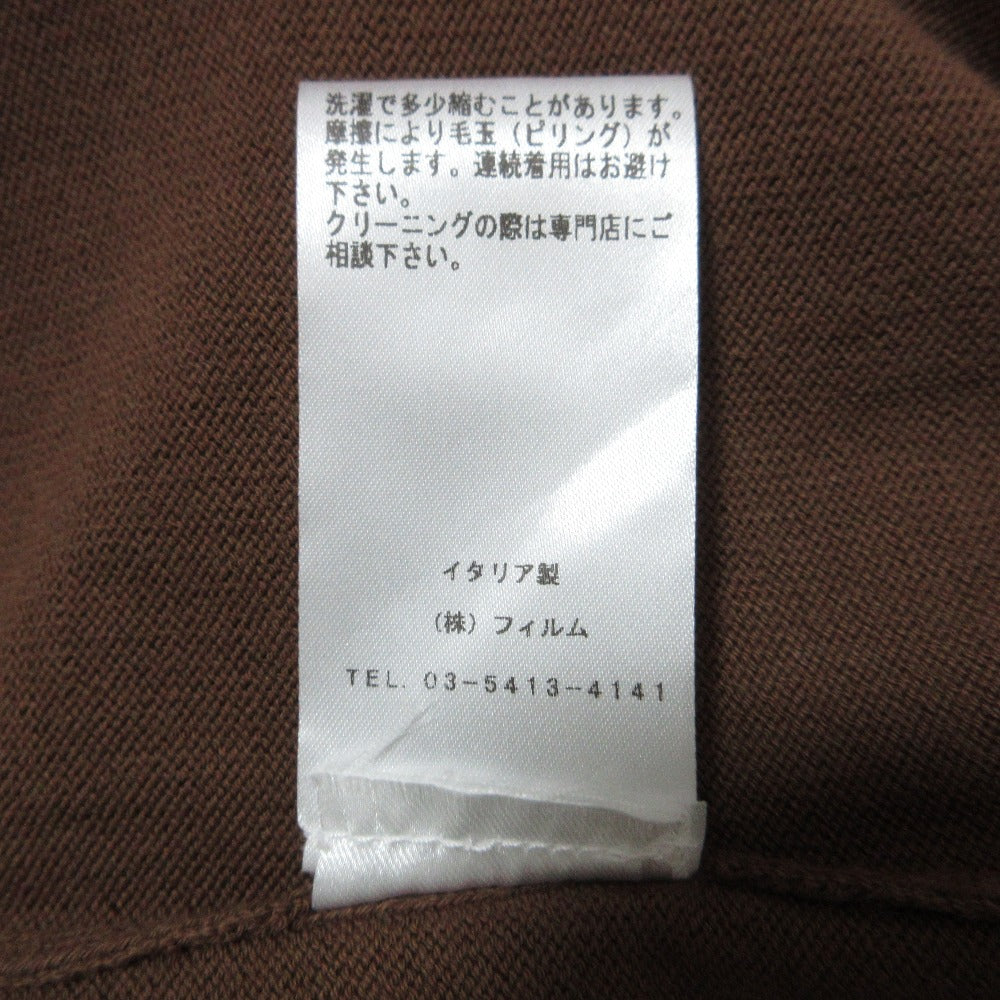 洗濯で多少縮むことがあります。
摩擦により毛玉（ピリング）が
発生します。連続着用はお避け
下さい。
クリーニングの際は専門店にご
相談下さい。
イタリア製
（株）フィルム
TEL. 03-5413-4141